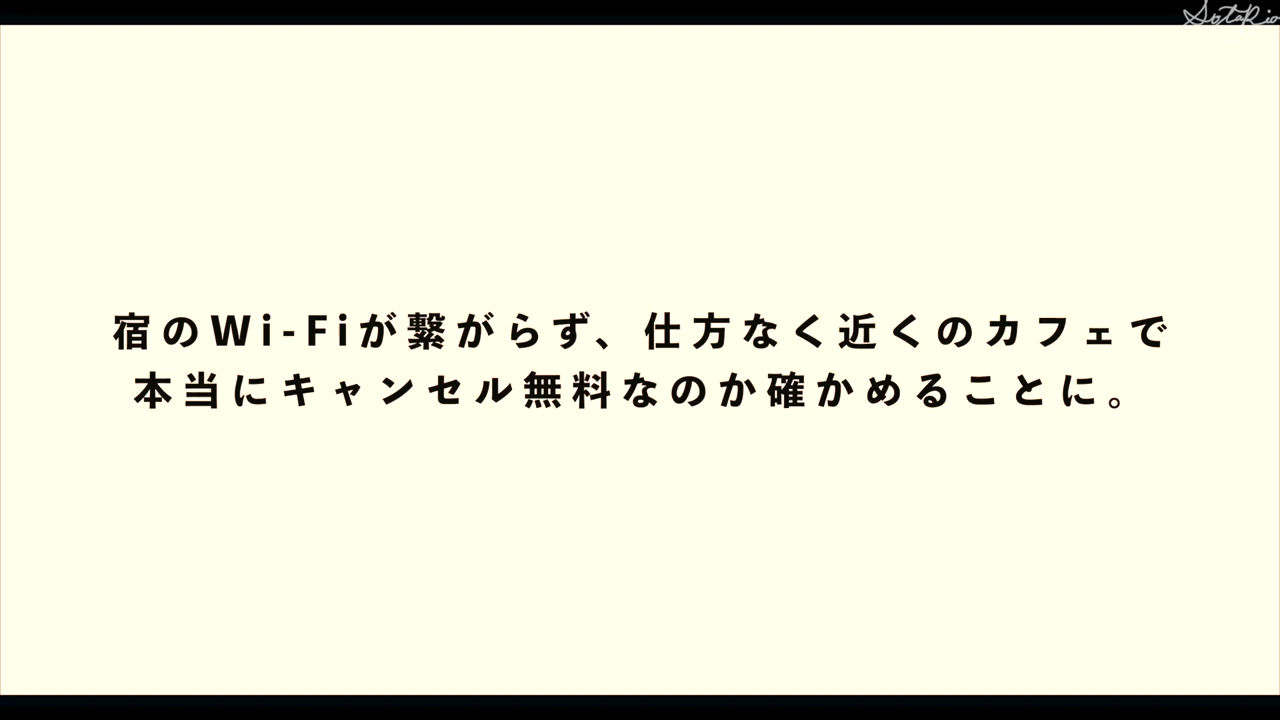 SotaRio
宿のWi-Fiが繋がらず、仕方なく近くのカフェで
本当にキャンセル無料なのか確かめることに。